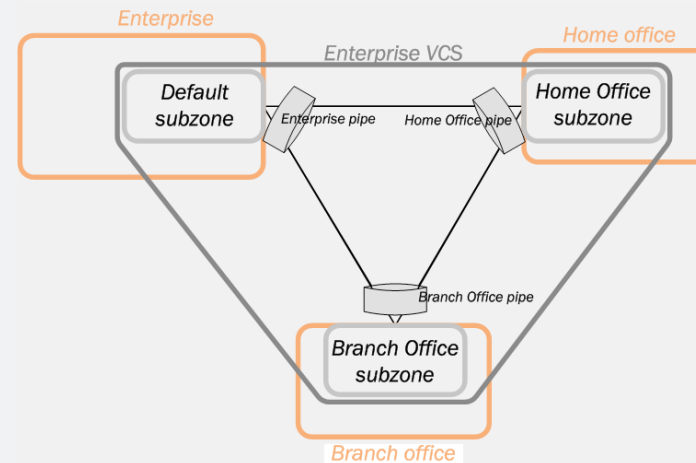 Enterprise
Home office
Enterprise VCS
Default
subzone
Home Office
subzone
Enterprise pipe
Home Office pipe
Branch Office pipe
Branch Office
subzone
Branch office